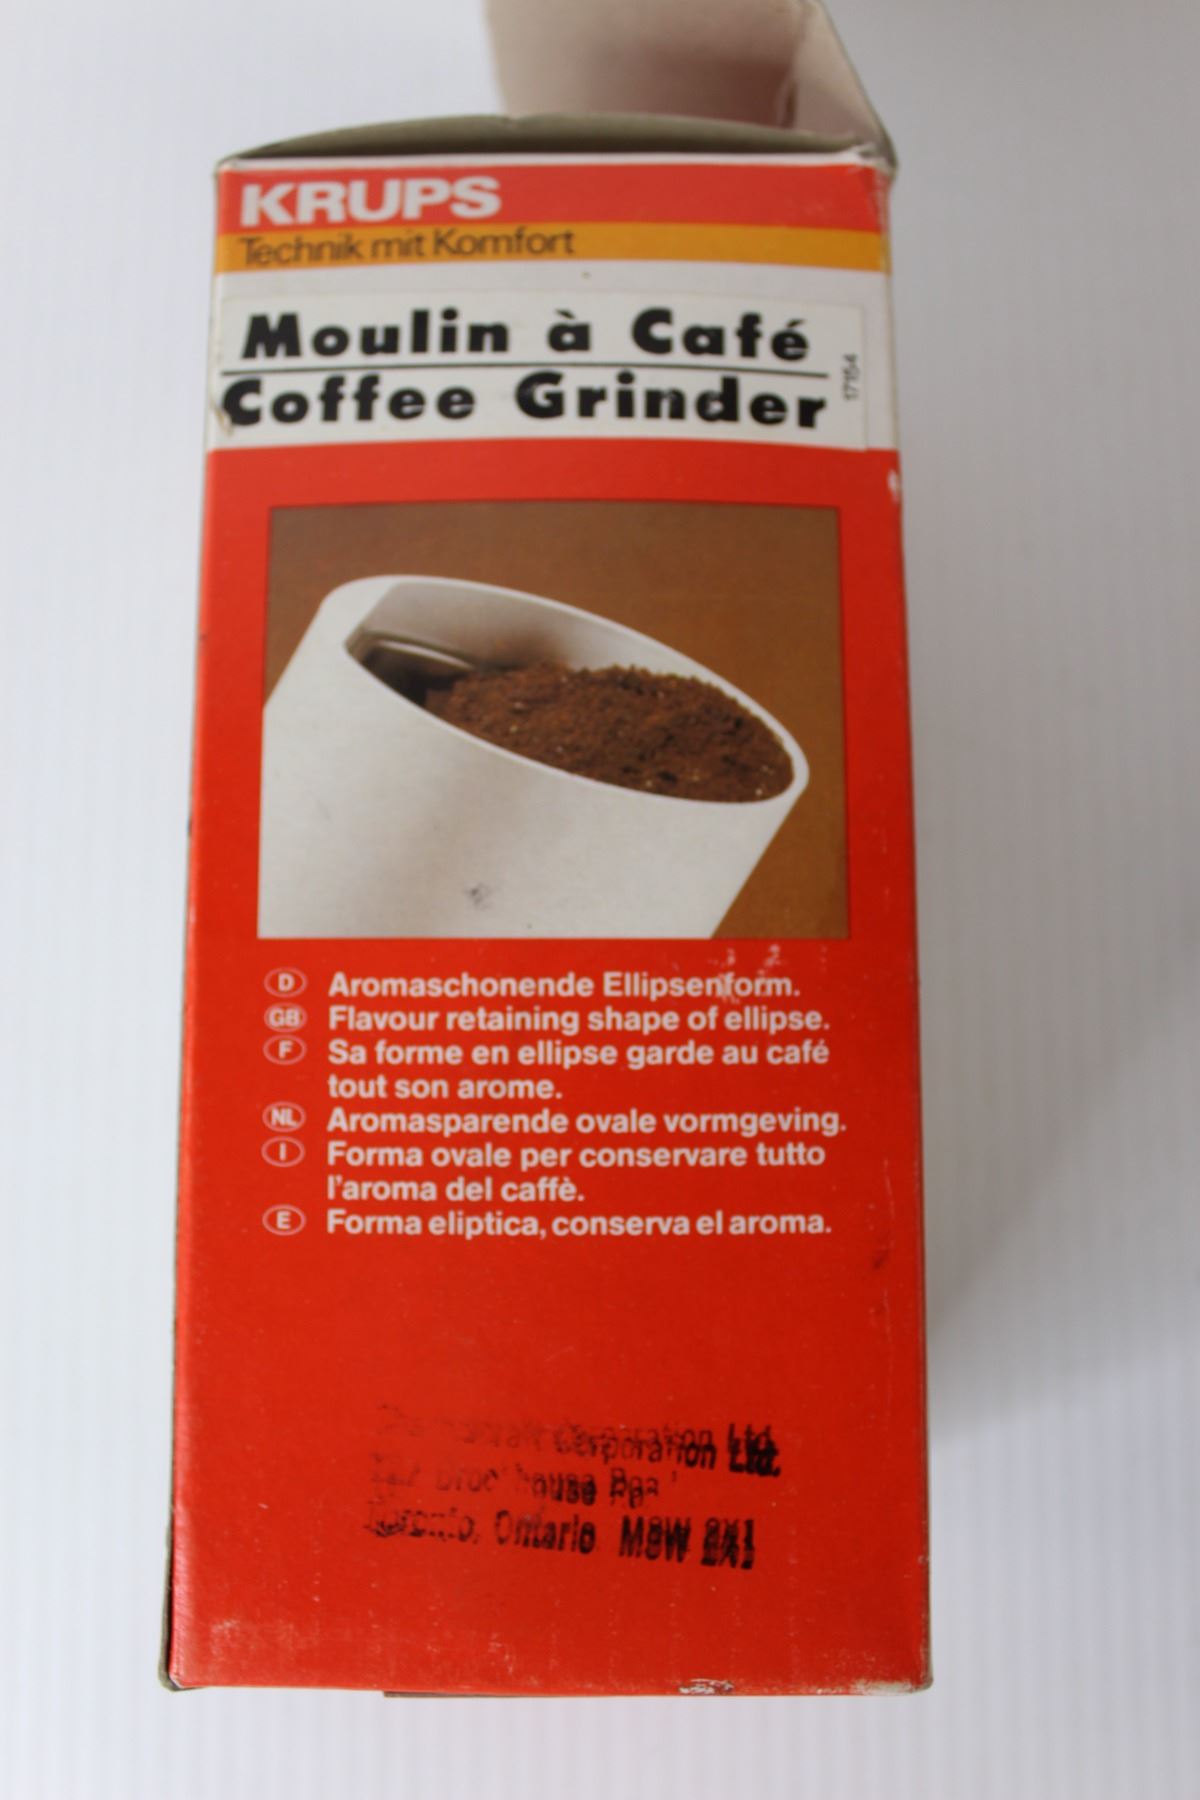 KRUPS
Technik mit Komfort
Moulin à Café
Coffee Grinder
17154
D Aromaschonende Ellipsenform.
GB Flavour retaining shape of ellipse.
F Sa forme en ellipse garde au café
tout son arome.
NL Aromasparende ovale vormgeving.
I Forma ovale per conservare tutto
l'aroma del caffè.
E Forma eliptica, conserva el aroma.
Corporation Ltd.
Toronto, Ontario M8W